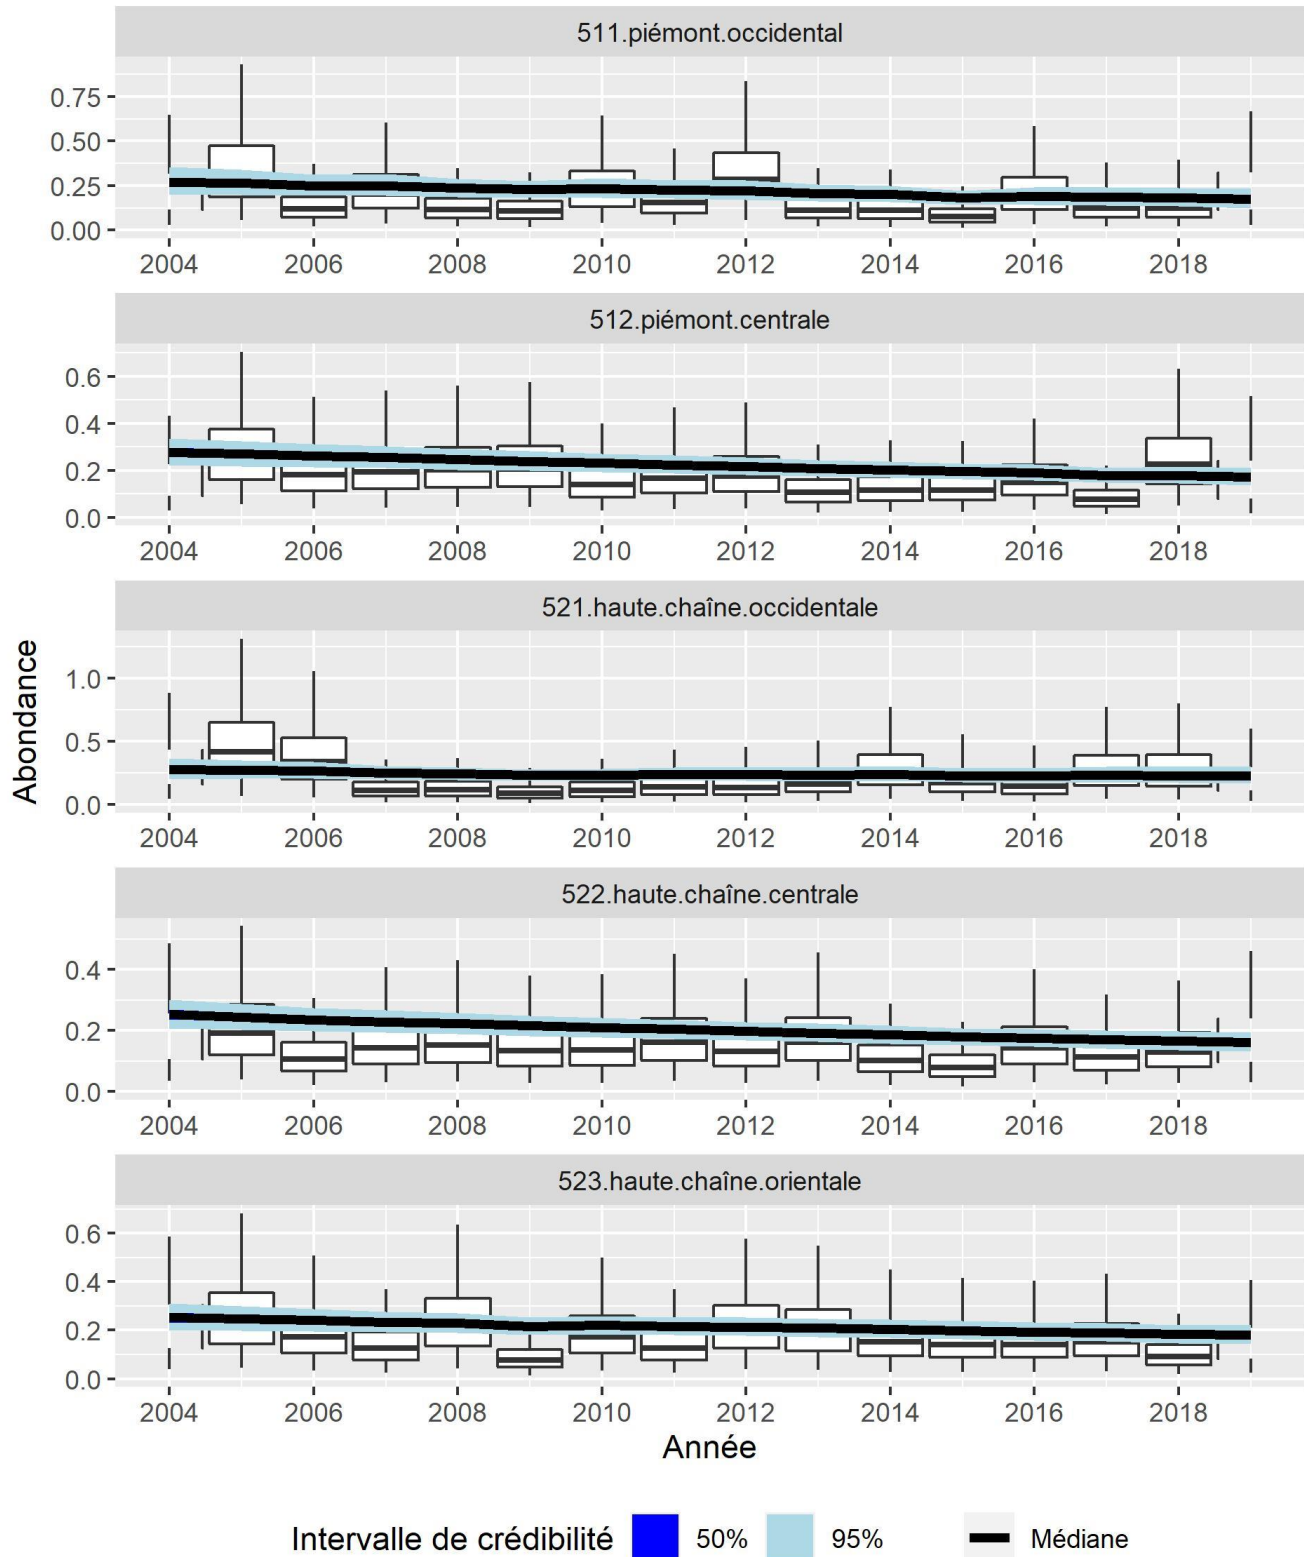 511.piémont.occidental
0.75
0.50
0.25
0.00
2004 2006 2008 2010 2012 2014 2016 2018
512.piémont.centrale
0.6
0.4
0.2
0.0
2004 2006 2008 2010 2012 2014 2016 2018
521.haute.chaîne.occidentale
1.0
0.5
0.0
2004 2006 2008 2010 2012 2014 2016 2018
Abondance
522.haute.chaîne.centrale
0.4
0.2
0.0
2004 2006 2008 2010 2012 2014 2016 2018
523.haute.chaîne.orientale
0.6
0.4
0.2
0.0
2004 2006 2008 2010 2012 2014 2016 2018
Année
Intervalle de crédibilité 50% 95% Médiane